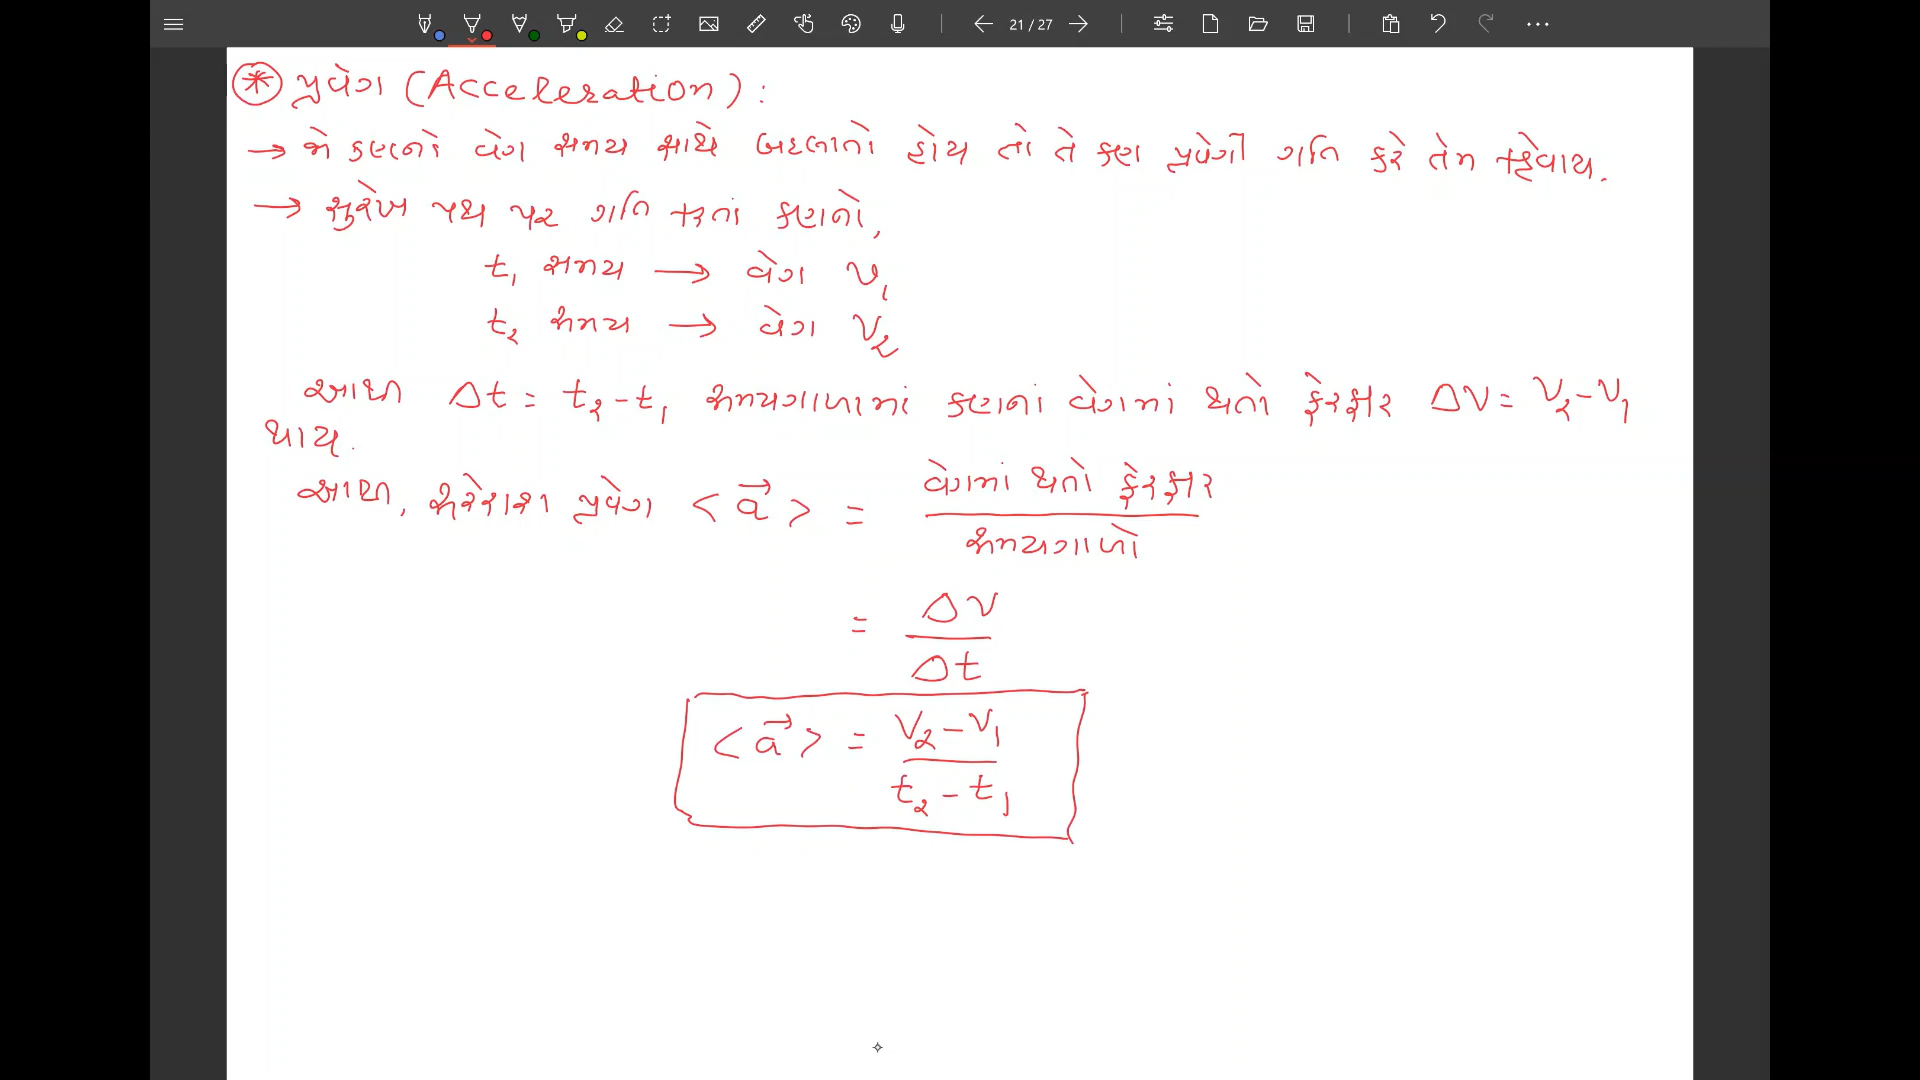 21 / 27
* પ્રવેગ (Acceleration) :
→ જે કણનો વેગ સમય સાથે બદલાતો હોય તો તે કણ પ્રવેગી ગતિ કરે તેમ કહેવાય.
→ સુરેખ પથ પર ગતિ કરતાં કણનો,
t₁ સમય → વેગ v₁
t₂ સમય → વેગ v₂
આથી Δt = t₂ - t₁ સમયગાળામાં કણનાં વેગમાં થતો ફેરફાર Δv = v₂ - v₁
થાય.
આથી, સરેરાશ પ્રવેગ < a⃗ > = વેગમાં થતો ફેરફાર
સમયગાળો
= Δv
Δt
< a⃗ > = v₂ - v₁
t₂ - t₁